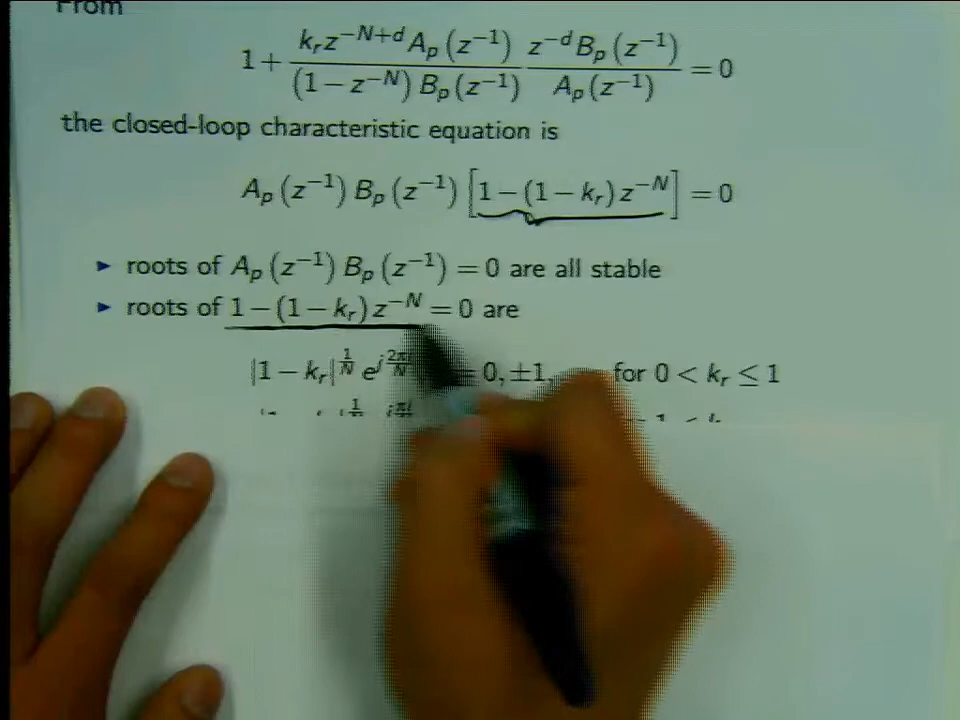 From
1 + \frac{k_r z^{-N+d} A_p(z^{-1})}{(1 - z^{-N}) B_p(z^{-1})} \frac{z^{-d} B_p(z^{-1})}{A_p(z^{-1})} = 0
the closed-loop characteristic equation is
A_p(z^{-1}) B_p(z^{-1}) [1 - (1 - k_r) z^{-N}] = 0
▶ roots of A_p(z^{-1}) B_p(z^{-1}) = 0 are all stable
▶ roots of 1 - (1 - k_r) z^{-N} = 0 are
|1 - k_r|^{\frac{1}{N}} e^{j\frac{2πi}{N}} = 0, ±1, for 0 < k_r ≤ 1